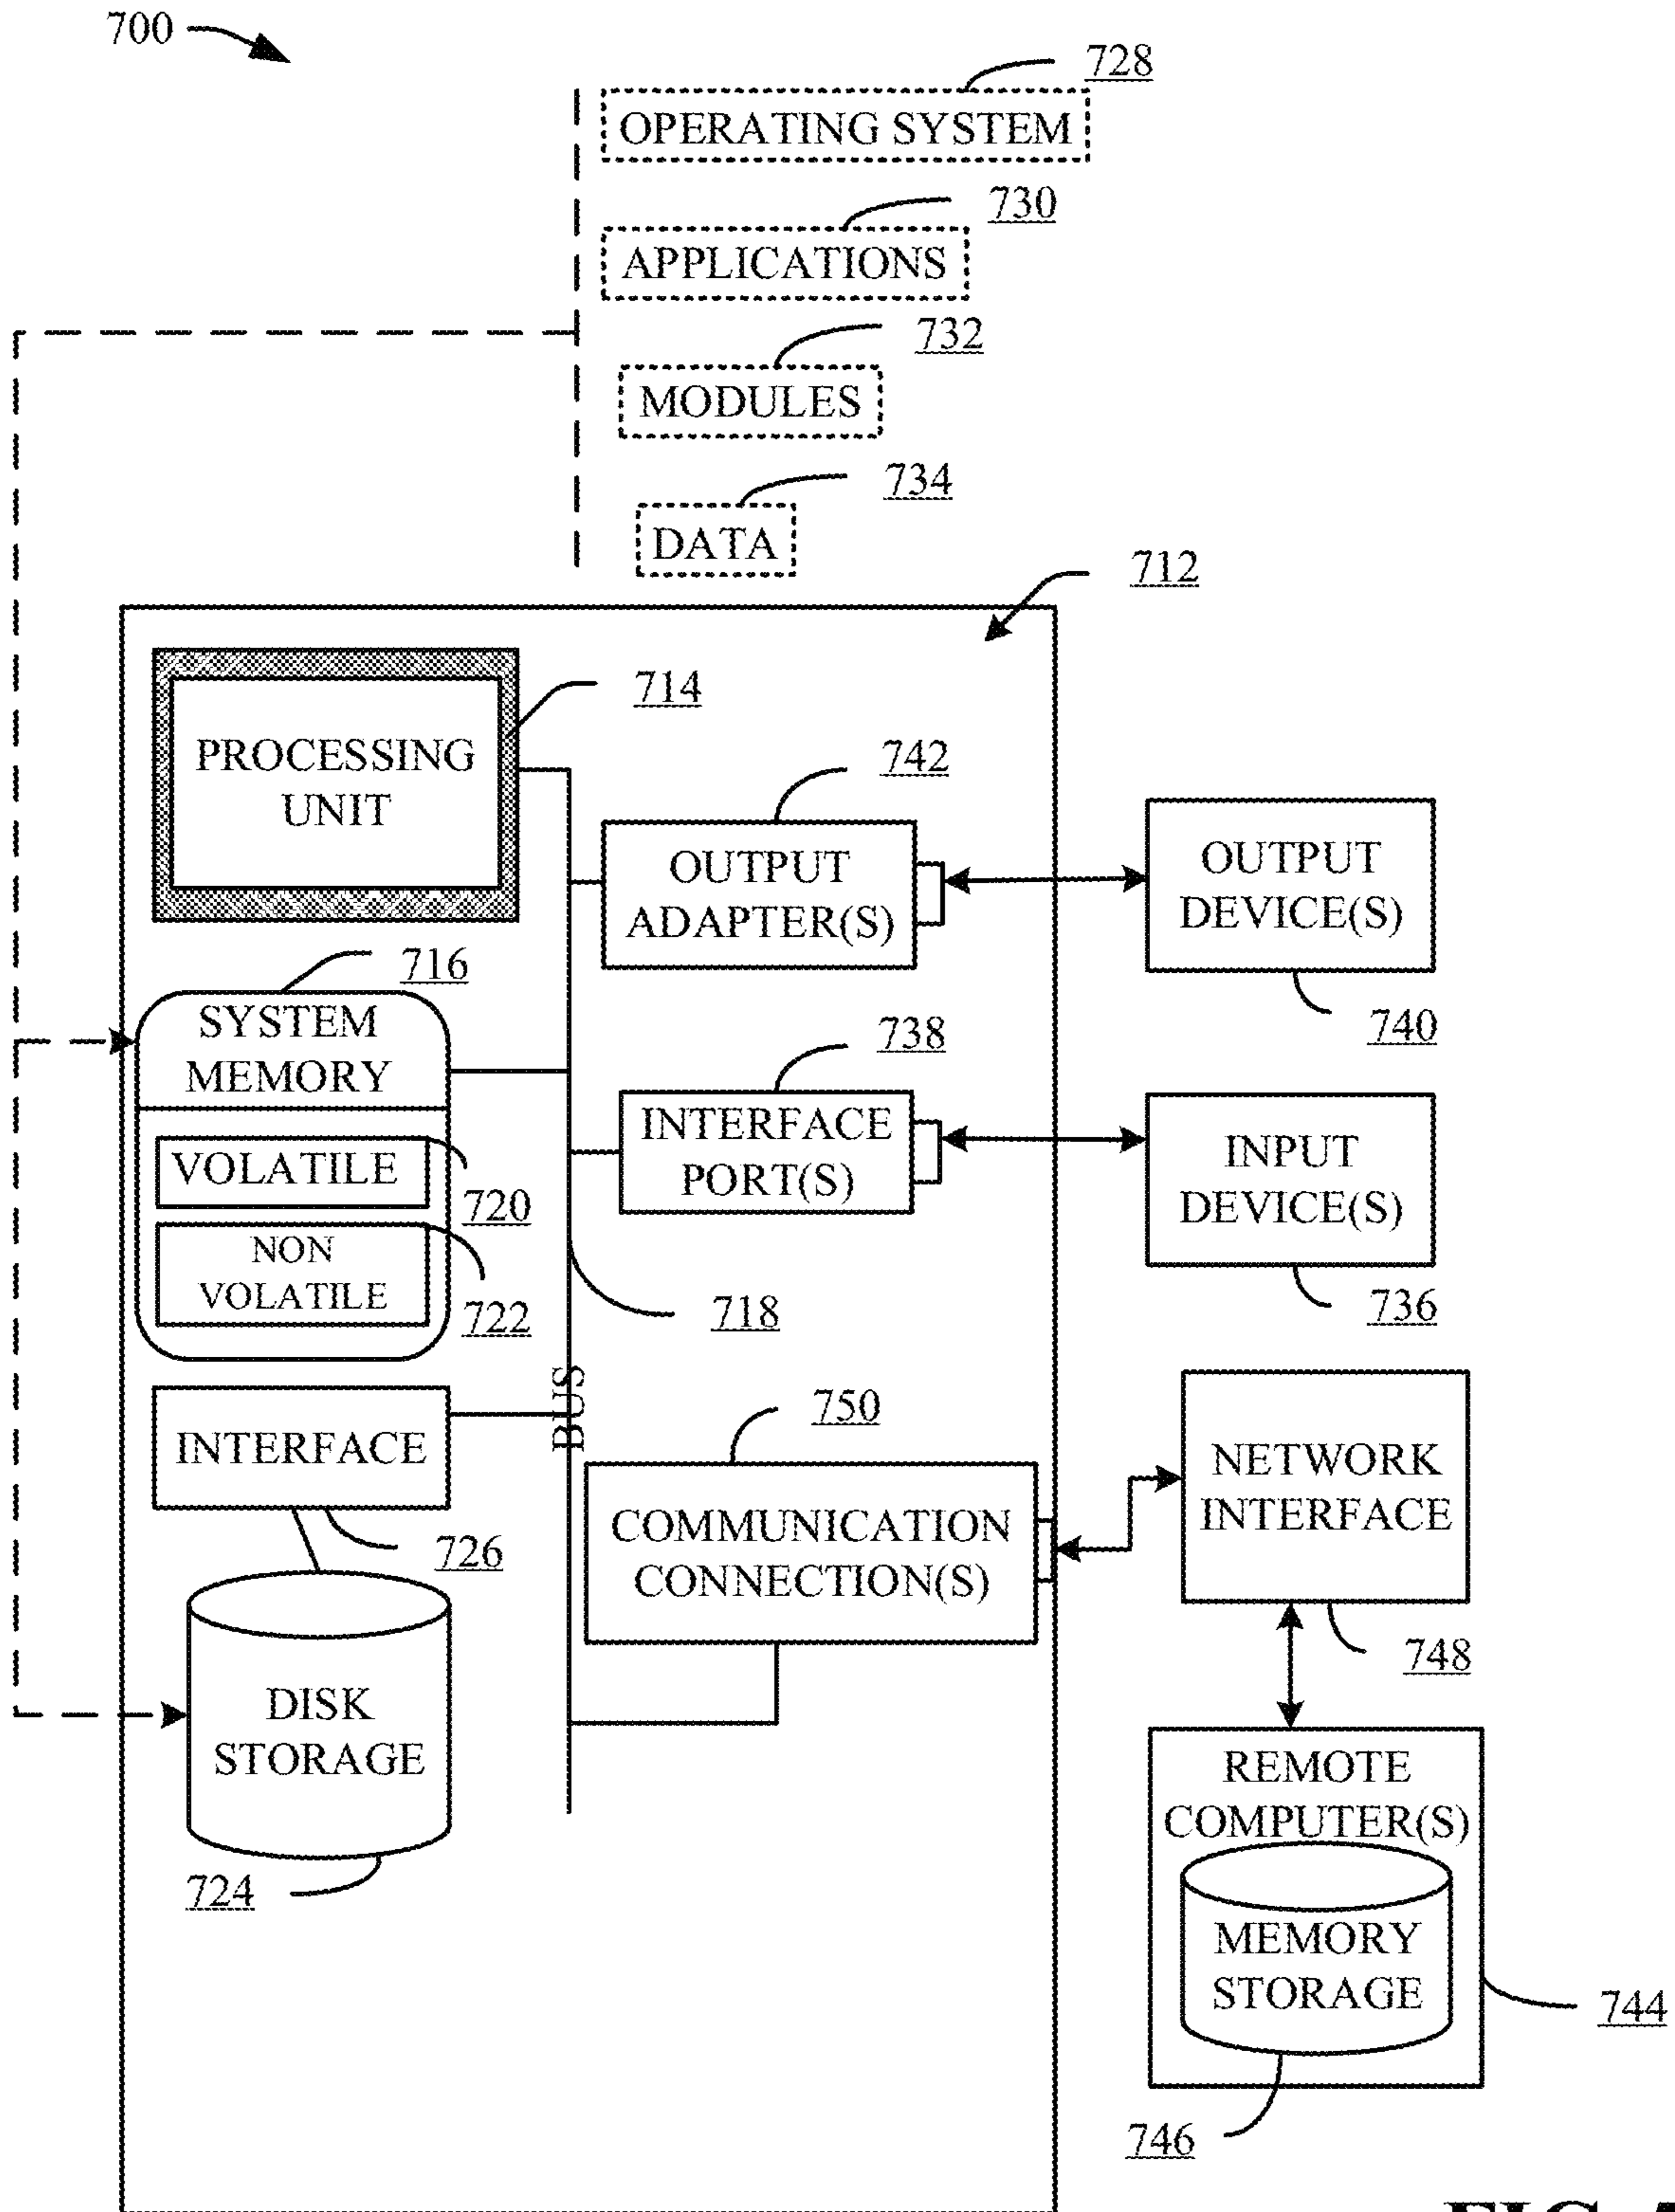 700
728
OPERATING SYSTEM
730
APPLICATIONS
732
MODULES
734
DATA
712
714
PROCESSING
UNIT
742
OUTPUT
ADAPTER(S)
OUTPUT
DEVICE(S)
740
716
SYSTEM
MEMORY
738
INTERFACE
PORT(S)
INPUT
DEVICE(S)
736
VOLATILE
720
NON
VOLATILE
722
718
BUS
750
INTERFACE
726
COMMUNICATION
CONNECTION(S)
NETWORK
INTERFACE
748
DISK
STORAGE
724
REMOTE
COMPUTER(S)
MEMORY
STORAGE
744
746